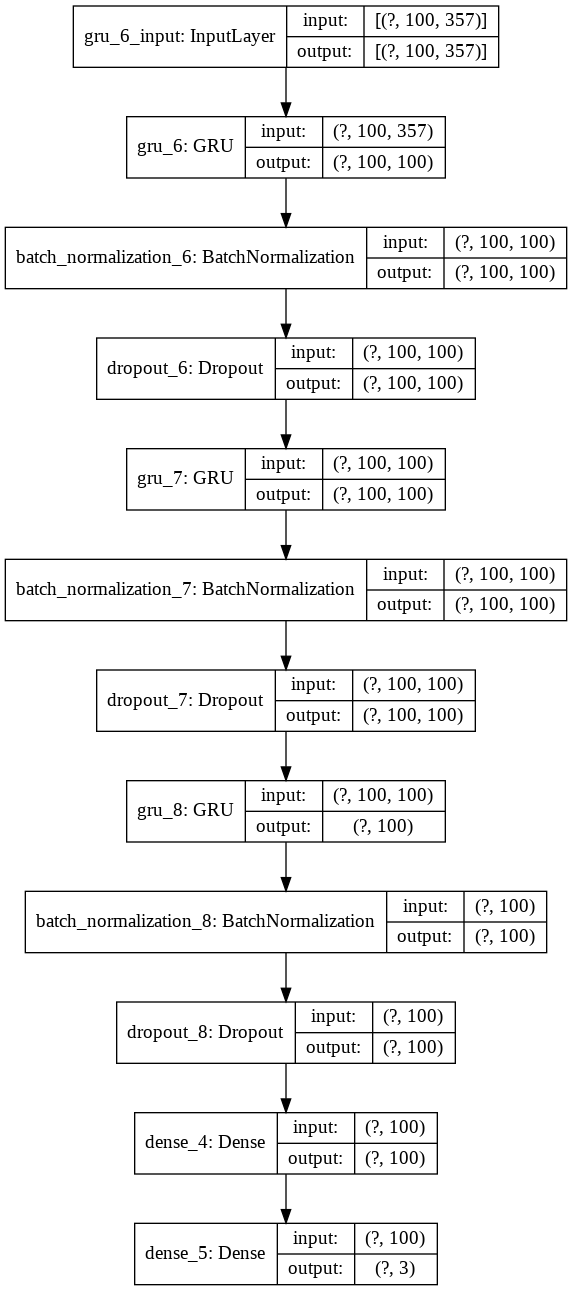 gru_6_input: InputLayer
input: [(?, 100, 357)]
output: [(?, 100, 357)]
gru_6: GRU
input: (?, 100, 357)
output: (?, 100, 100)
batch_normalization_6: BatchNormalization
input: (?, 100, 100)
output: (?, 100, 100)
dropout_6: Dropout
input: (?, 100, 100)
output: (?, 100, 100)
gru_7: GRU
input: (?, 100, 100)
output: (?, 100, 100)
batch_normalization_7: BatchNormalization
input: (?, 100, 100)
output: (?, 100, 100)
dropout_7: Dropout
input: (?, 100, 100)
output: (?, 100, 100)
gru_8: GRU
input: (?, 100, 100)
output: (?, 100)
batch_normalization_8: BatchNormalization
input: (?, 100)
output: (?, 100)
dropout_8: Dropout
input: (?, 100)
output: (?, 100)
dense_4: Dense
input: (?, 100)
output: (?, 100)
dense_5: Dense
input: (?, 100)
output: (?, 3)